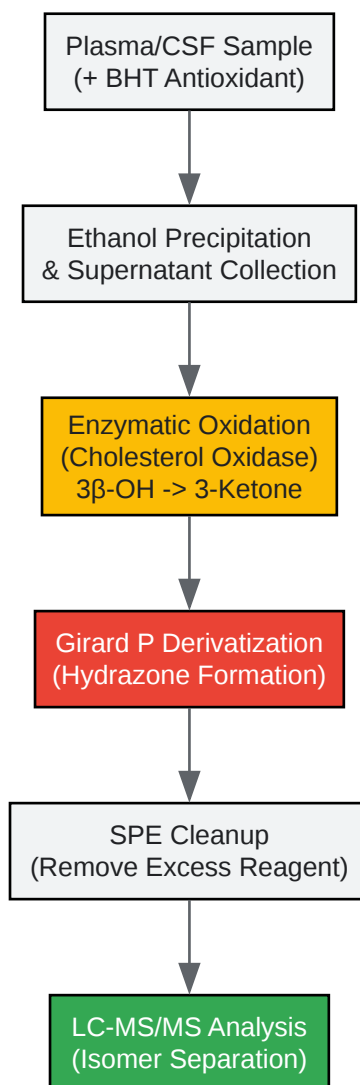 Plasma/CSF Sample
(+ BHT Antioxidant)
Ethanol Precipitation
& Supernatant Collection
Enzymatic Oxidation
(Cholesterol Oxidase)
3β-OH -> 3-Ketone
Girard P Derivatization
(Hydrazone Formation)
SPE Cleanup
(Remove Excess Reagent)
LC-MS/MS Analysis
(Isomer Separation)